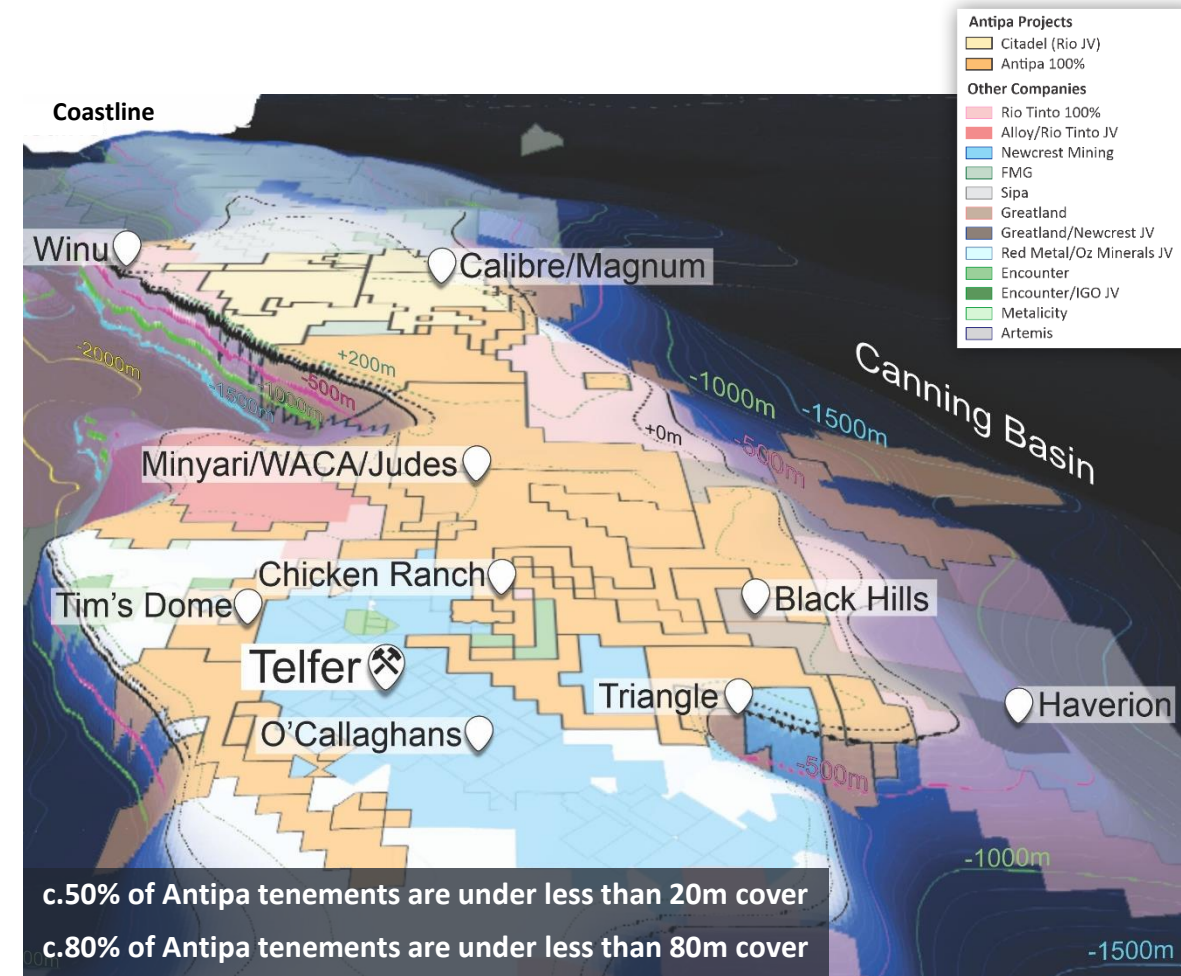 Antipa Projects
Citadel (Rio JV)
Antipa 100%
Other Companies
Rio Tinto 100%
Alloy/Rio Tinto JV
Newcrest Mining
FMG
Sipa
Greatland
Greatland/Newcrest JV
Red Metal/Oz Minerals JV
Encounter
Encounter/IGO JV
Metalicity
Artemis
Coastline
Winu
Calibre/Magnum
-2000m
+200m
-500m
-1000m
-1500m
-1000m
-1500m
Canning Basin
+0m
-500m
Minyari/WACA/Judes
Chicken Ranch
Tim's Dome
Black Hills
Telfer
Triangle
Haverion
O'Callaghans
-500m
-1000m
c.50% of Antipa tenements are under less than 20m cover
c.80% of Antipa tenements are under less than 80m cover
-1500m